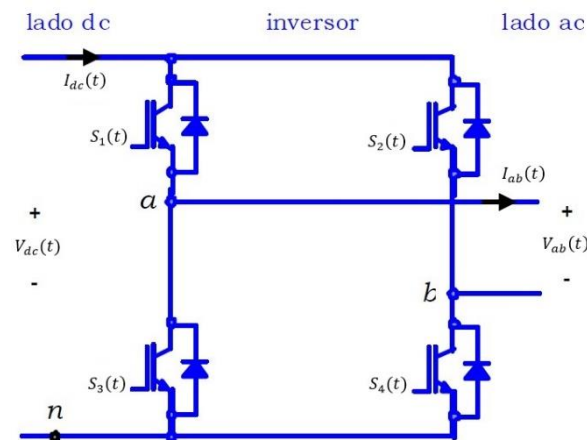 lado dc inversor lado ac
I_dc(t)
S_1(t) S_2(t)
a I_ab(t)
+ +
V_dc(t) V_ab(t)
- -
b
S_3(t) S_4(t)
n